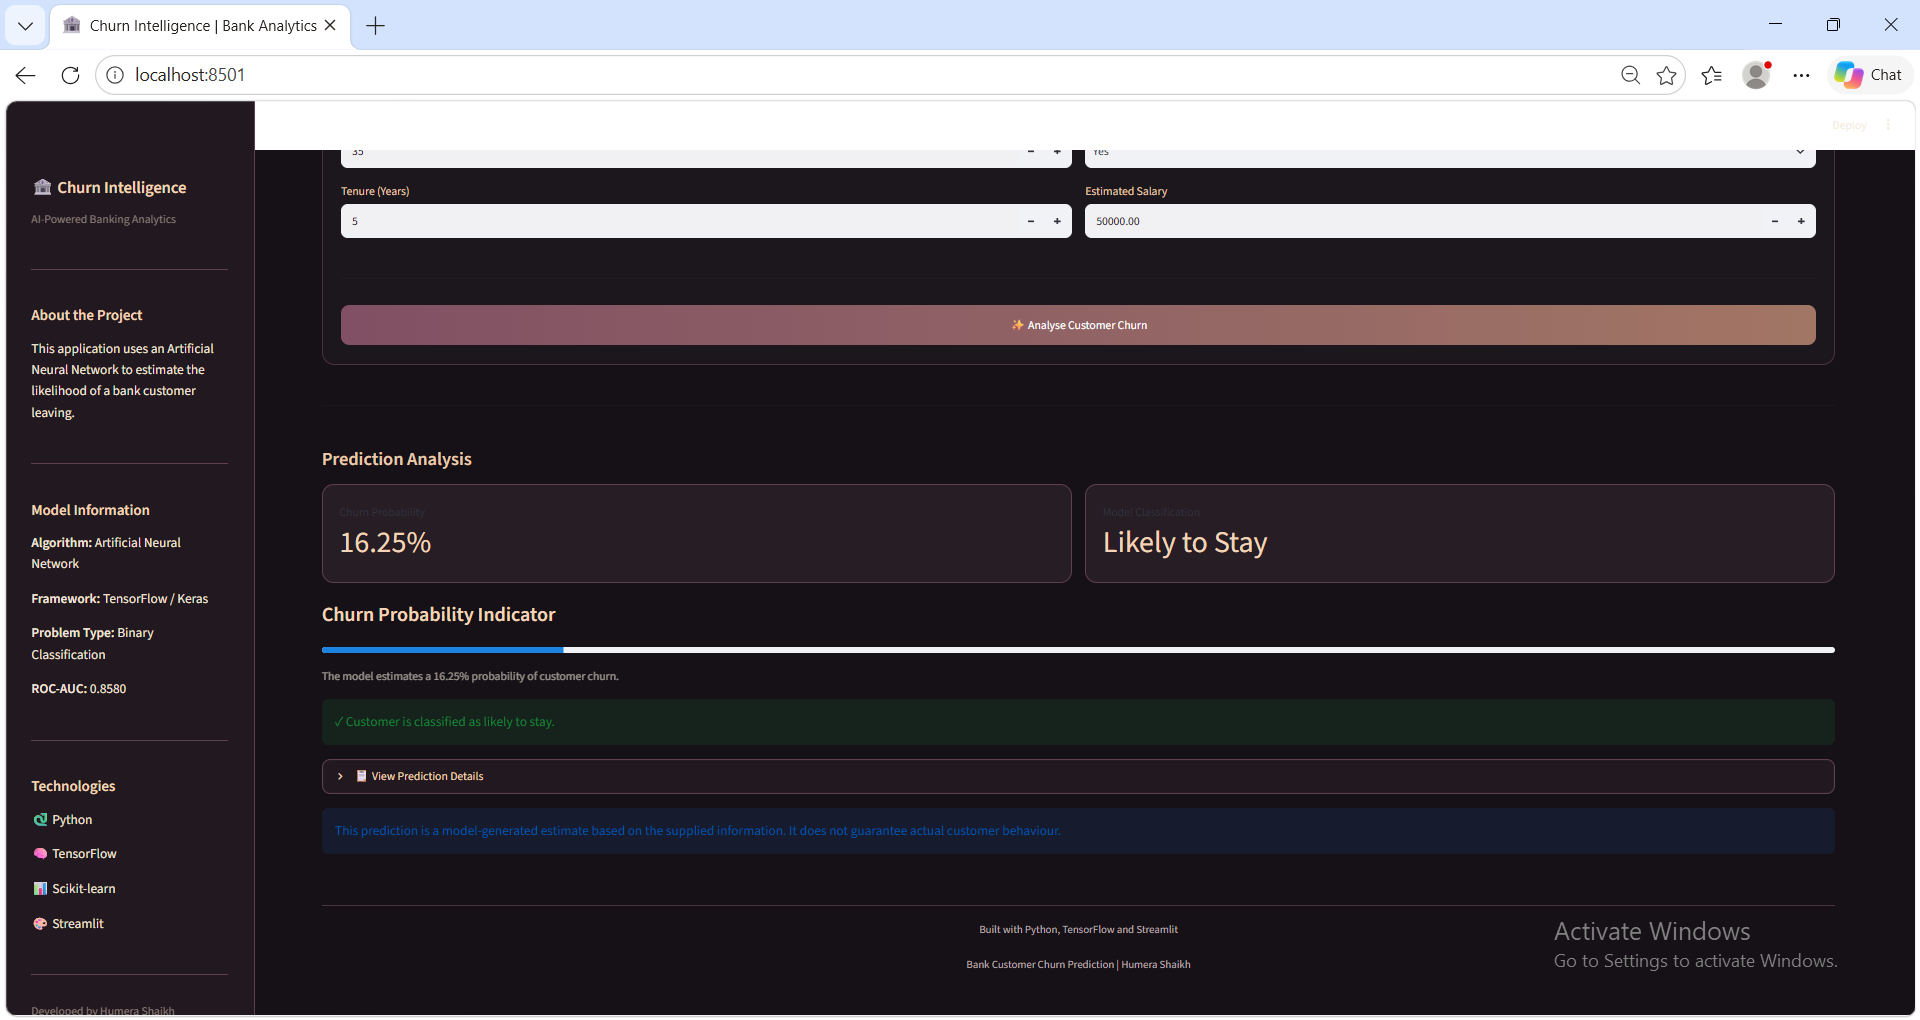 Churn Intelligence | Bank Analytics
localhost:8501
Chat
Deploy
🏛 Churn Intelligence
AI-Powered Banking Analytics
About the Project
This application uses an Artificial
Neural Network to estimate the
likelihood of a bank customer
leaving.
Model Information
Algorithm: Artificial Neural
Network
Framework: TensorFlow / Keras
Problem Type: Binary
Classification
ROC-AUC: 0.8580
Technologies
Python
TensorFlow
Scikit-learn
Streamlit
Developed by Humera Shaikh
35
Yes
Tenure (Years)
Estimated Salary
5
50000.00
✨ Analyse Customer Churn
Prediction Analysis
Churn Probability
16.25%
Model Classification
Likely to Stay
Churn Probability Indicator
The model estimates a 16.25% probability of customer churn.
✓ Customer is classified as likely to stay.
View Prediction Details
This prediction is a model-generated estimate based on the supplied information. It does not guarantee actual customer behaviour.
Built with Python, TensorFlow and Streamlit
Bank Customer Churn Prediction | Humera Shaikh
Activate Windows
Go to Settings to activate Windows.